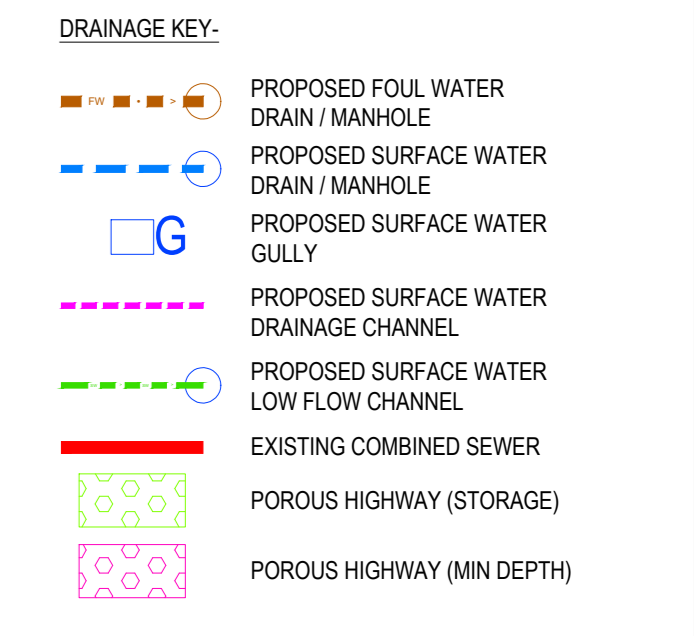 DRAINAGE KEY-
FW
PROPOSED FOUL WATER
DRAIN / MANHOLE
PROPOSED SURFACE WATER
DRAIN / MANHOLE
G
PROPOSED SURFACE WATER
GULLY
PROPOSED SURFACE WATER
DRAINAGE CHANNEL
PROPOSED SURFACE WATER
LOW FLOW CHANNEL
EXISTING COMBINED SEWER
POROUS HIGHWAY (STORAGE)
POROUS HIGHWAY (MIN DEPTH)